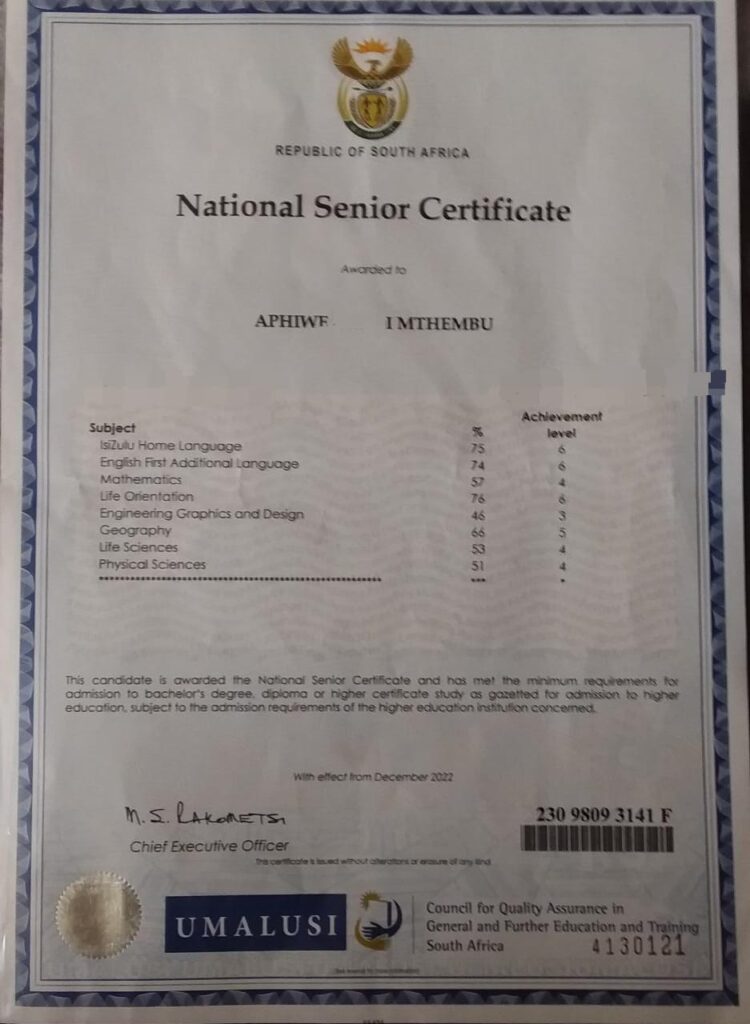 REPUBLIC OF SOUTH AFRICA
National Senior Certificate
Awarded to
APHIWE I MTHEMBU
Achievement
Subject % level
IsiZulu Home Language 75 6
English First Additional Language 74 6
Mathematics 57 4
Life Orientation 76 6
Engineering Graphics and Design 46 3
Geography 66 5
Life Sciences 53 4
Physical Sciences 51 4
This candidate is awarded the National Senior Certificate and has met the minimum requirements for
admission to bachelor's degree, diploma or higher certificate study as gazetted for admission to higher
education, subject to the admission requirements of the higher education institution concerned.
With effect from December 2022
M. S. RAKOMETSI
Chief Executive Officer
230 9809 3141 F
This certificate is issued without alterations or erasure of any kind
UMALUSI
Council for Quality Assurance in
General and Further Education and Training
South Africa 4130121